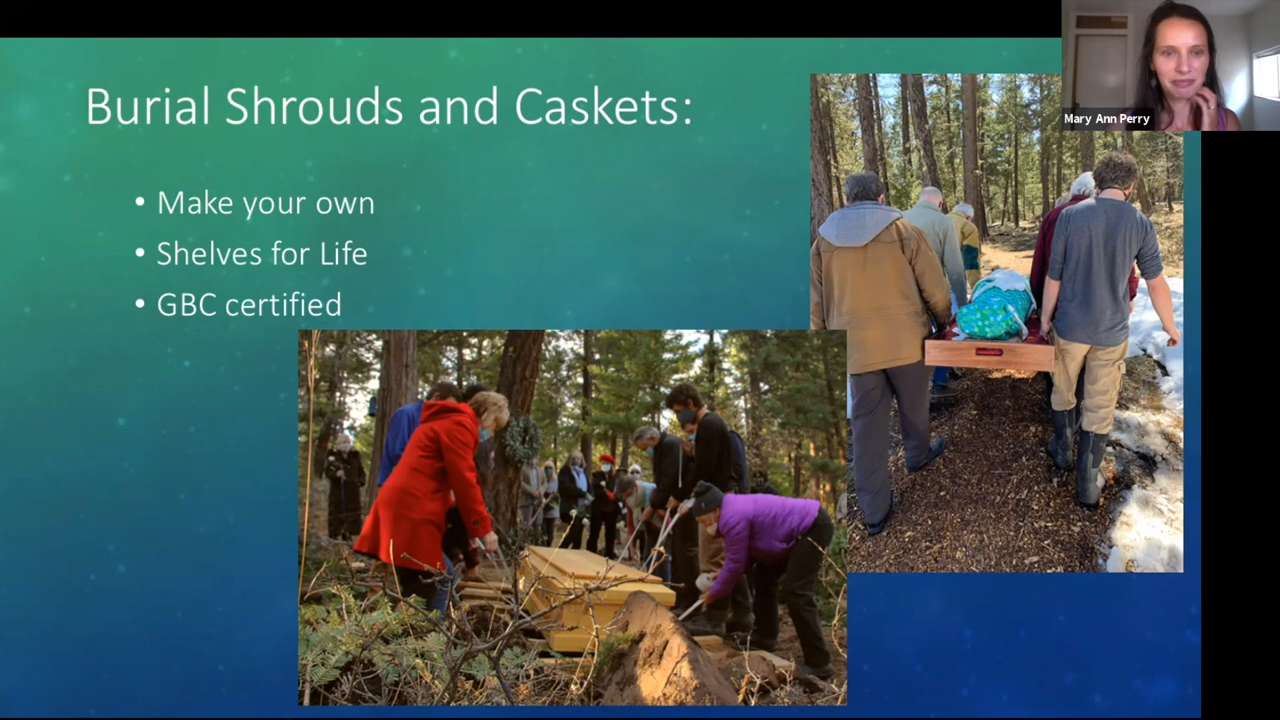 Burial Shrouds and Caskets:
• Make your own
• Shelves for Life
• GBC certified
Mary Ann Perry